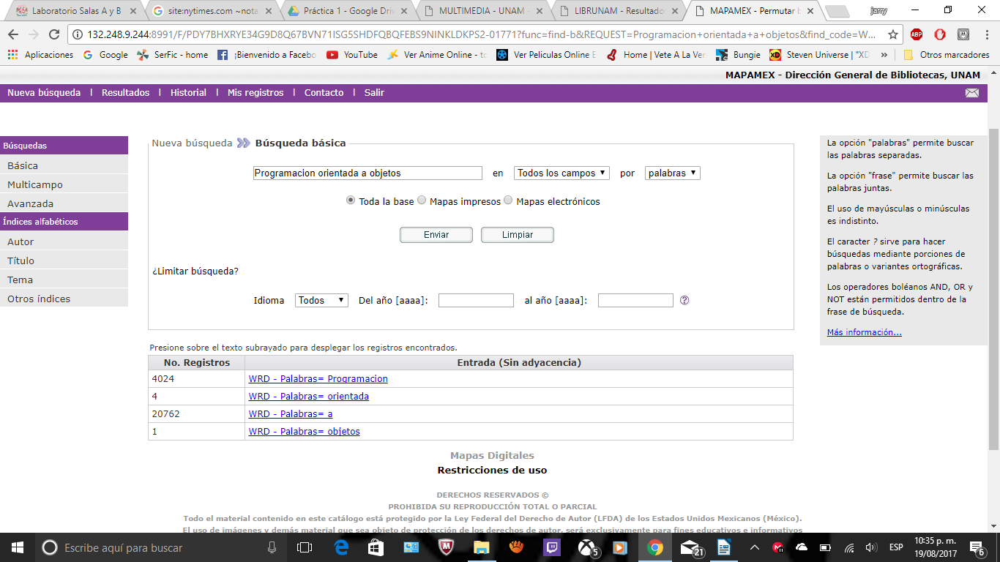 Laboratorio Salas A y B
site:nytimes.com ~nota
Práctica 1 - Google Driv
MULTIMEDIA - UNAM -
LIBRUNAM - Resultado
MAPAMEX - Permutar b
jarry
132.248.9.244:8991/F/PDY7BHXRYE34G9D8Q67BVN71ISG5SHDFQBQFEBS9NINKLDKPS2-01771?func=find-b&REQUEST=Programacion+orientada+a+objetos&find_code=W...
ABP
Aplicaciones
Google
SerFic - home
¡Bienvenido a Facebo
YouTube
Ver Anime Online - to
Ver Peliculas Online E
Home | Vete A La Ver
Bungie
XD
Steven Universe | "XD
»
Otros marcadores
MAPAMEX - Dirección General de Bibliotecas, UNAM
Nueva búsqueda | Resultados | Historial | Mis registros | Contacto | Salir
Búsquedas
Básica
Multicampo
Avanzada
Índices alfabéticos
Autor
Título
Tema
Otros índices
Nueva búsqueda Búsqueda básica
Programacion orientada a objetos en Todos los campos por palabras
Toda la base Mapas impresos Mapas electrónicos
Enviar Limpiar
¿Limitar búsqueda?
Idioma Todos Del año [aaaa]: al año [aaaa]: ?
La opción "palabras" permite buscar
las palabras separadas.
La opción "frase" permite buscar las
palabras juntas.
El uso de mayúsculas o minúsculas
es indistinto.
El caracter ? sirve para hacer
búsquedas mediante porciones de
palabras o variantes ortográficas.
Los operadores boléanos AND, OR y
NOT están permitidos dentro de la
frase de búsqueda.
Más información...
Presione sobre el texto subrayado para desplegar los registros encontrados.
No. Registros Entrada (Sin adyacencia)
4024 WRD - Palabras= Programacion
4 WRD - Palabras= orientada
20762 WRD - Palabras= a
1 WRD - Palabras= objetos
Mapas Digitales
Restricciones de uso
DERECHOS RESERVADOS ©
PROHIBIDA SU REPRODUCCIÓN TOTAL O PARCIAL
Todo el material contenido en este catálogo está protegido por la Ley Federal del Derecho de Autor (LFDA) de los Estados Unidos Mexicanos (México).
El uso de imágenes y demás material que sea objeto de protección de los derechos de autor, será exclusivamente para fines educativos e informativos
Escribe aquí para buscar
5
21
ESP
10:35 p. m.
19/08/2017
6